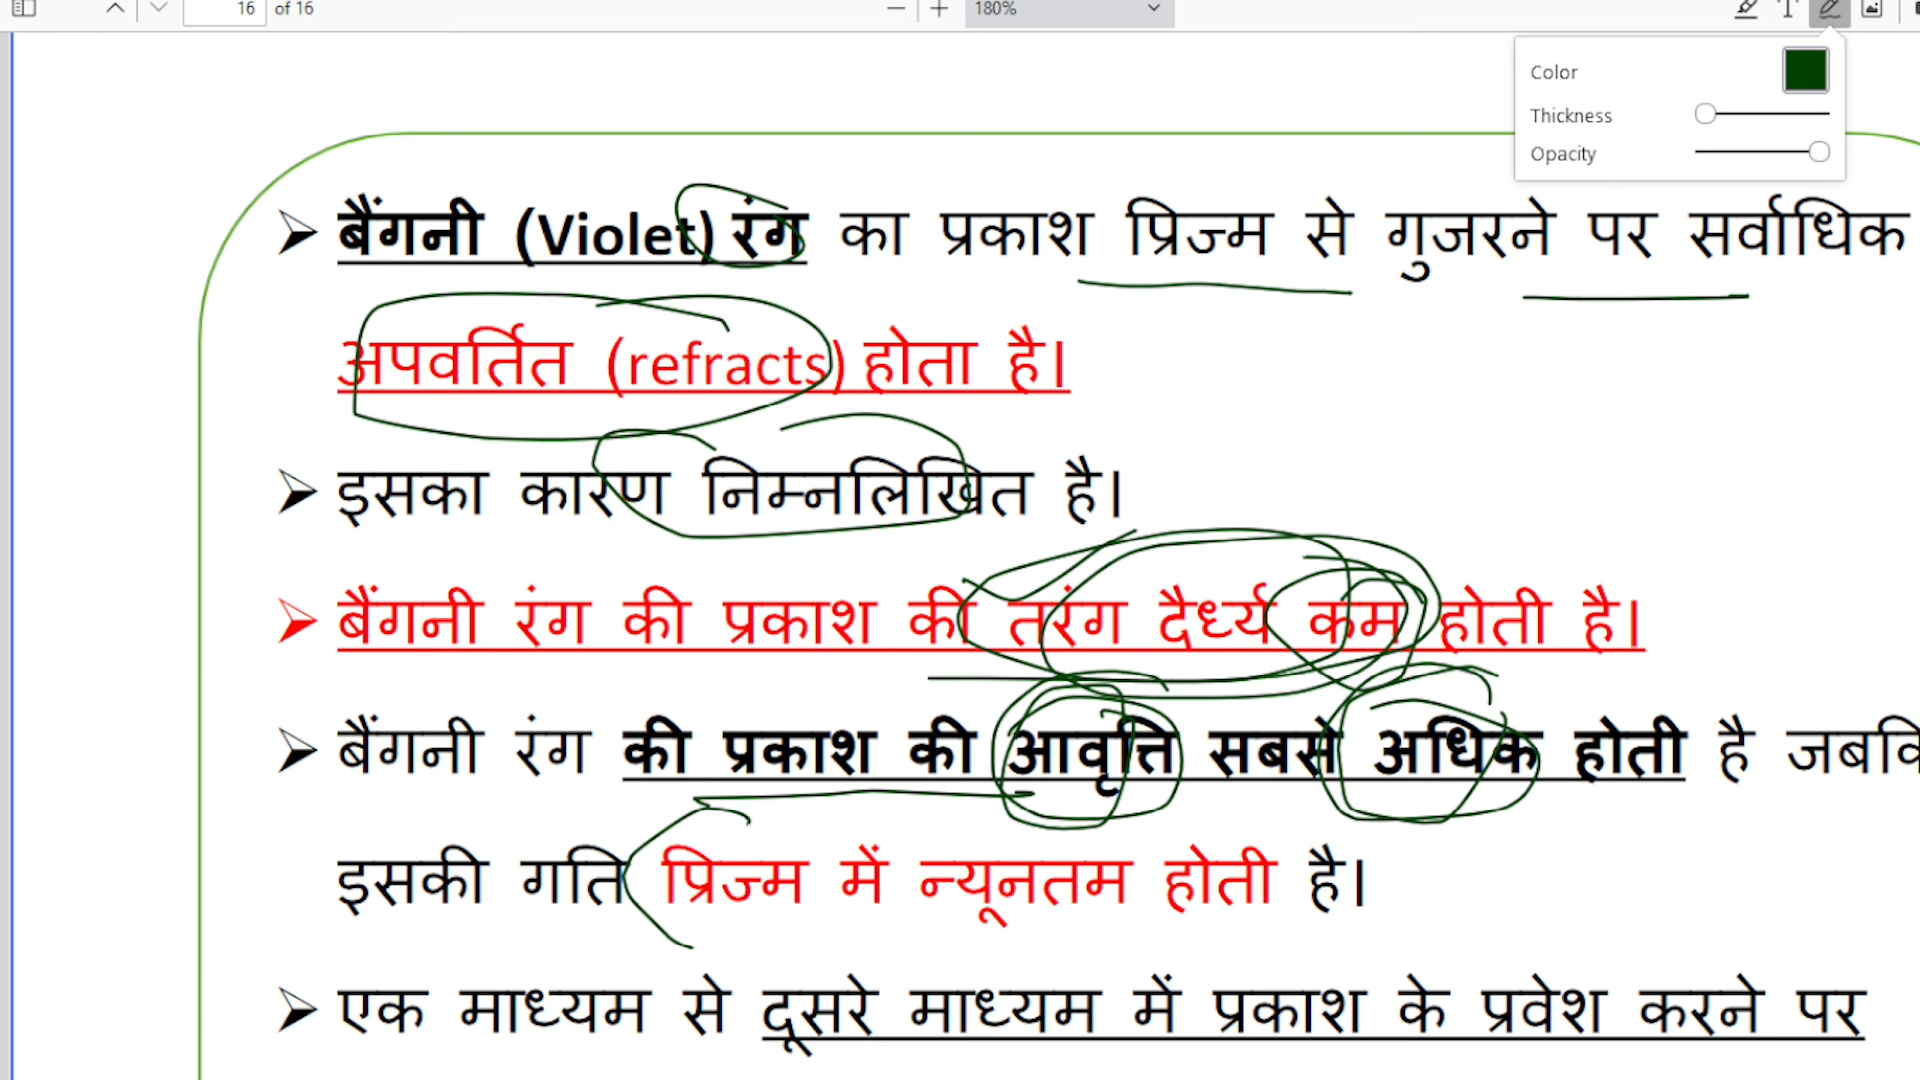 16 of 16 180%
Color
Thickness
Opacity
➢ बैंगनी (Violet) रंग का प्रकाश प्रिज्म से गुजरने पर सर्वाधिक
अपवर्तित (refracts) होता है।
➢ इसका कारण निम्नलिखित है।
➢ बैंगनी रंग की प्रकाश की तरंग दैर्ध्य कम होती है।
➢ बैंगनी रंग की प्रकाश की आवृत्ति सबसे अधिक होती है जबकि
इसकी गति प्रिज्म में न्यूनतम होती है।
➢ एक माध्यम से दूसरे माध्यम में प्रकाश के प्रवेश करने पर